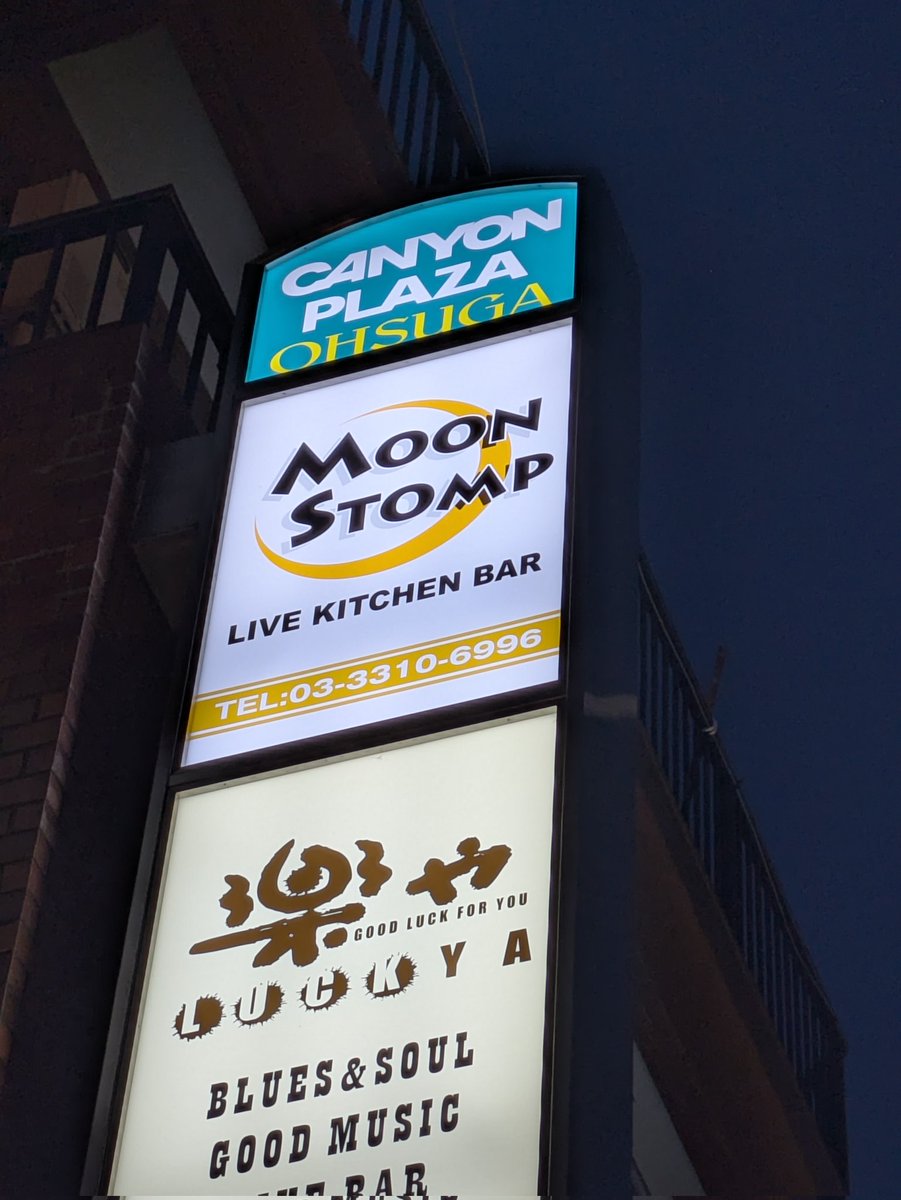 CANYON
PLAZA
OHSUGA
MOON
STOMP
LIVE KITCHEN BAR
TEL:03-3310-6996
楽や
GOOD LUCK FOR YOU
LUCKYA
BLUES&SOUL
GOOD MUSIC
BAR